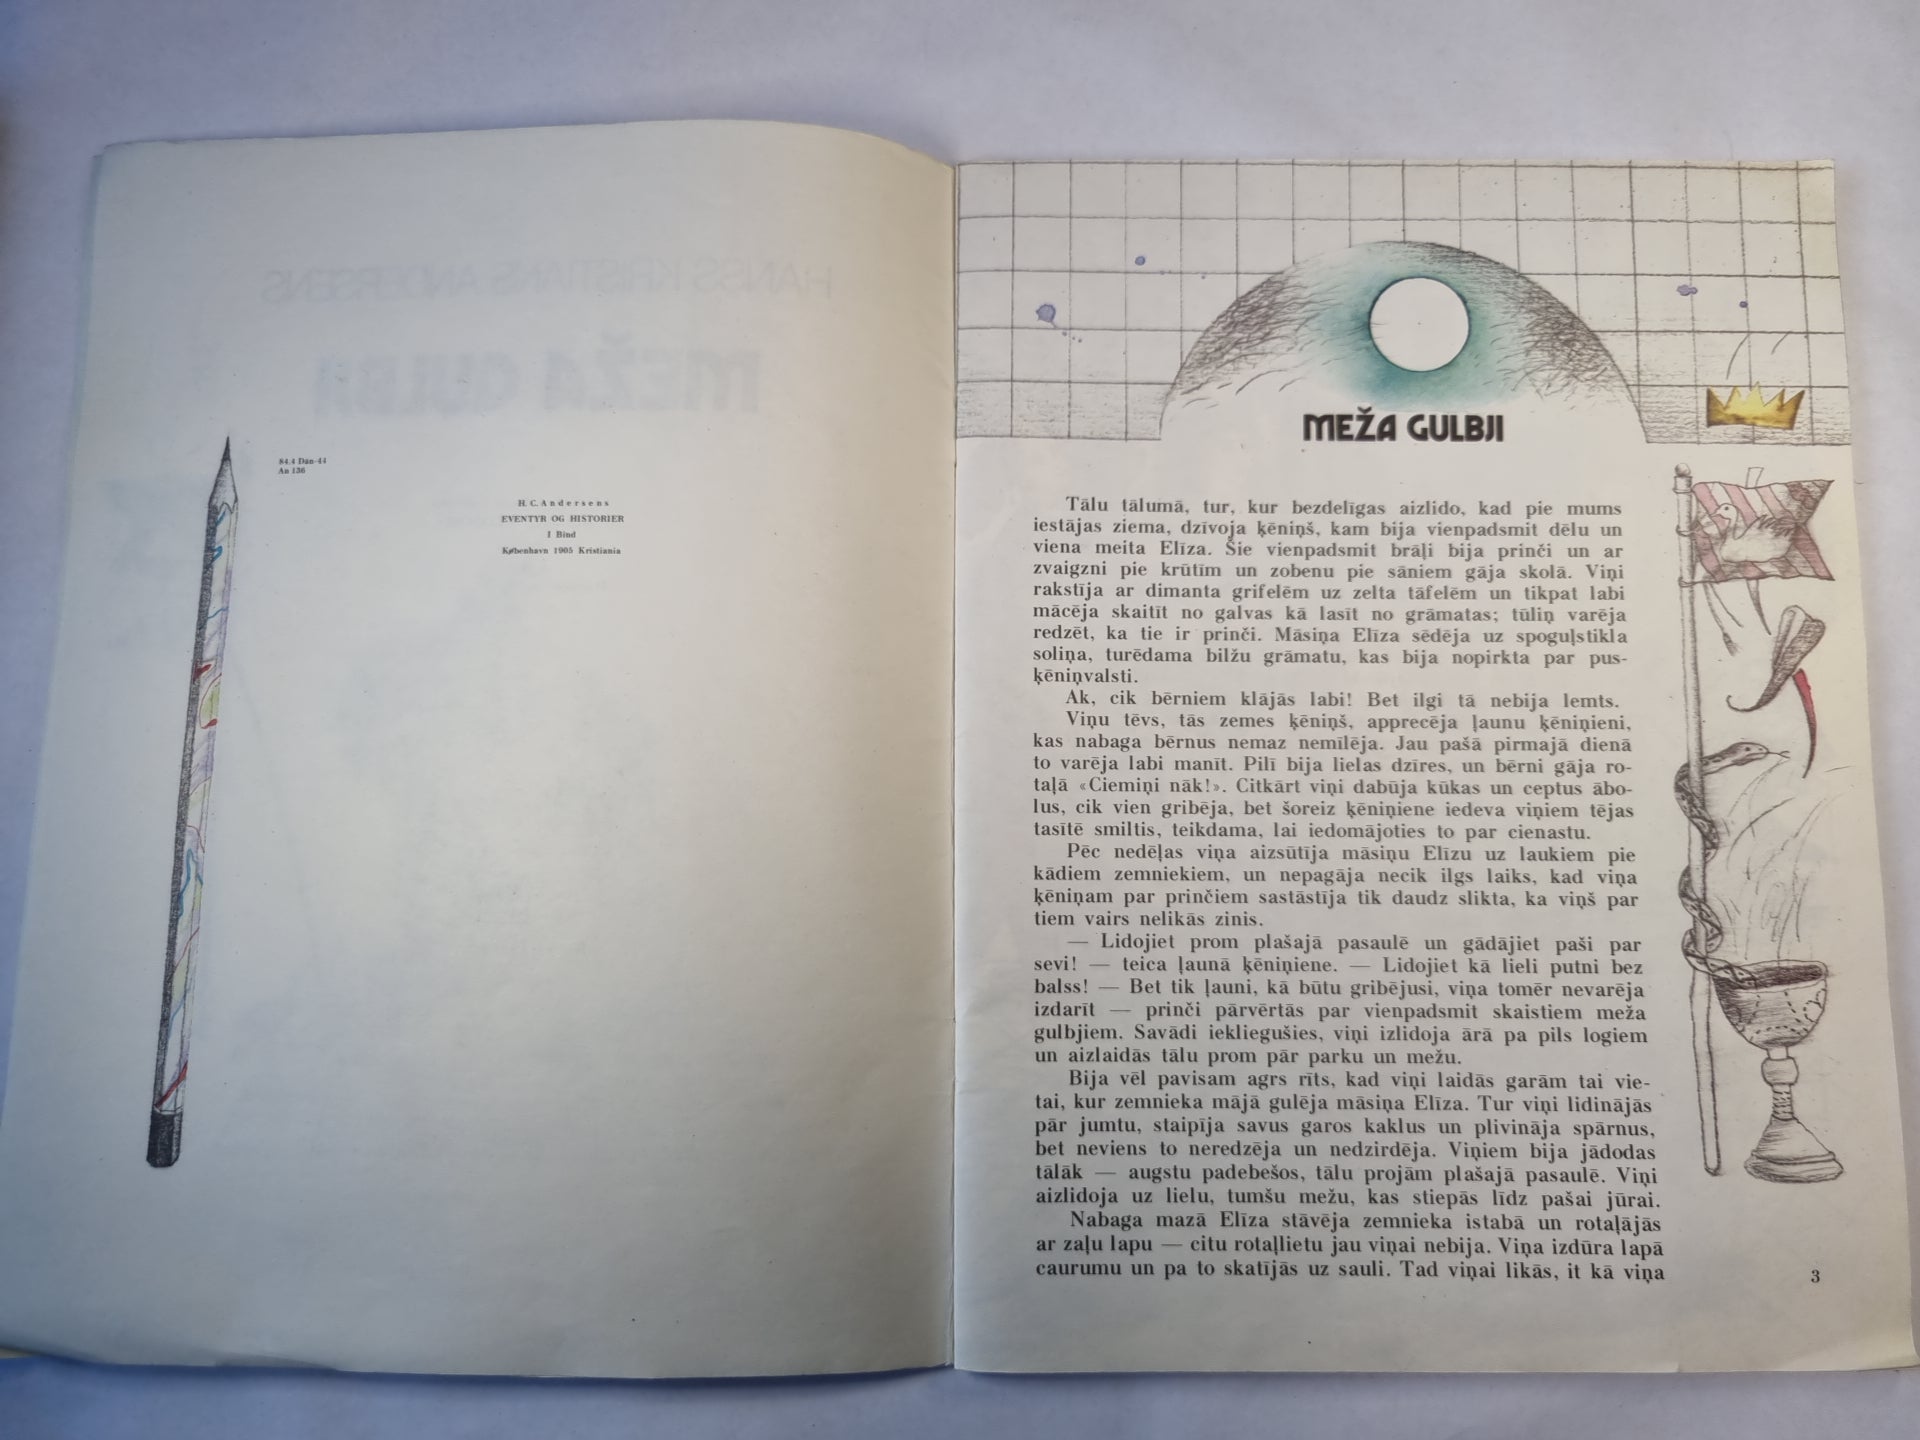 84.4 Dān-44
An 136
H. C. Andersens
EVENTYR OG HISTORIER
I Bind
København 1905 Kristiania
MEŽA GULBJI
Tālu tālumā, tur, kur bezdelīgas aizlido, kad pie mums
iestājas ziema, dzīvoja ķēniņš, kam bija vienpadsmit dēlu un
viena meita Elīza. Šie vienpadsmit brāļi bija prinči un ar
zvaigzni pie krūtīm un zobenu pie sāniem gāja skolā. Viņi
rakstīja ar dimanta grifelēm uz zelta tāfelēm un tikpat labi
mācēja skaitīt no galvas kā lasīt no grāmatas; tūliņ varēja
redzēt, ka tie ir prinči. Māsiņa Elīza sēdēja uz spoguļstikla
soliņa, turēdama bilžu grāmatu, kas bija nopirkta par pus-
ķēniņvalsti.
Ak, cik bērniem klājās labi! Bet ilgi tā nebija lemts.
Viņu tēvs, tās zemes ķēniņš, apprecēja ļaunu ķēniņieni,
kas nabaga bērnus nemaz nemīlēja. Jau pašā pirmajā dienā
to varēja labi manīt. Pilī bija lielas dzīres, un bērni gāja ro-
taļā «Ciemiņi nāk!». Citkārt viņi dabūja kūkas un ceptus ābo-
lus, cik vien gribēja, bet šoreiz ķēniņiene iedeva viņiem tējas
tasītē smiltis, teikdama, lai iedomājoties to par cienastu.
Pēc nedēļas viņa aizsūtīja māsiņu Elīzu uz laukiem pie
kādiem zemniekiem, un nepagāja necik ilgs laiks, kad viņa
ķēniņam par prinčiem sastāstīja tik daudz slikta, ka viņš par
tiem vairs nelikās zinis.
— Lidojiet prom plašajā pasaulē un gādājiet paši par
sevi! — teica ļaunā ķēniņiene. — Lidojiet kā lieli putni bez
balss! — Bet tik ļauni, kā būtu gribējusi, viņa tomēr nevarēja
izdarīt — prinči pārvērtās par vienpadsmit skaistiem meža
gulbjiem. Savādi iekliegušies, viņi izlidoja ārā pa pils logiem
un aizlaidās tālu prom pār parku un mežu.
Bija vēl pavisam agrs rīts, kad viņi laidās garām tai vie-
tai, kur zemnieka mājā gulēja māsiņa Elīza. Tur viņi lidinājās
pār jumtu, staipīja savus garos kaklus un plivināja spārnus,
bet neviens to neredzēja un nedzirdēja. Viņiem bija jādodas
tālāk — augstu padebešos, tālu projām plašajā pasaulē. Viņi
aizlidoja uz lielu, tumšu mežu, kas stiepās līdz pašai jūrai.
Nabaga mazā Elīza stāvēja zemnieka istabā un rotaļājās
ar zaļu lapu — citu rotaļlietu jau viņai nebija. Viņa izdūra lapā
caurumu un pa to skatījās uz sauli. Tad viņai likās, it kā viņa
3